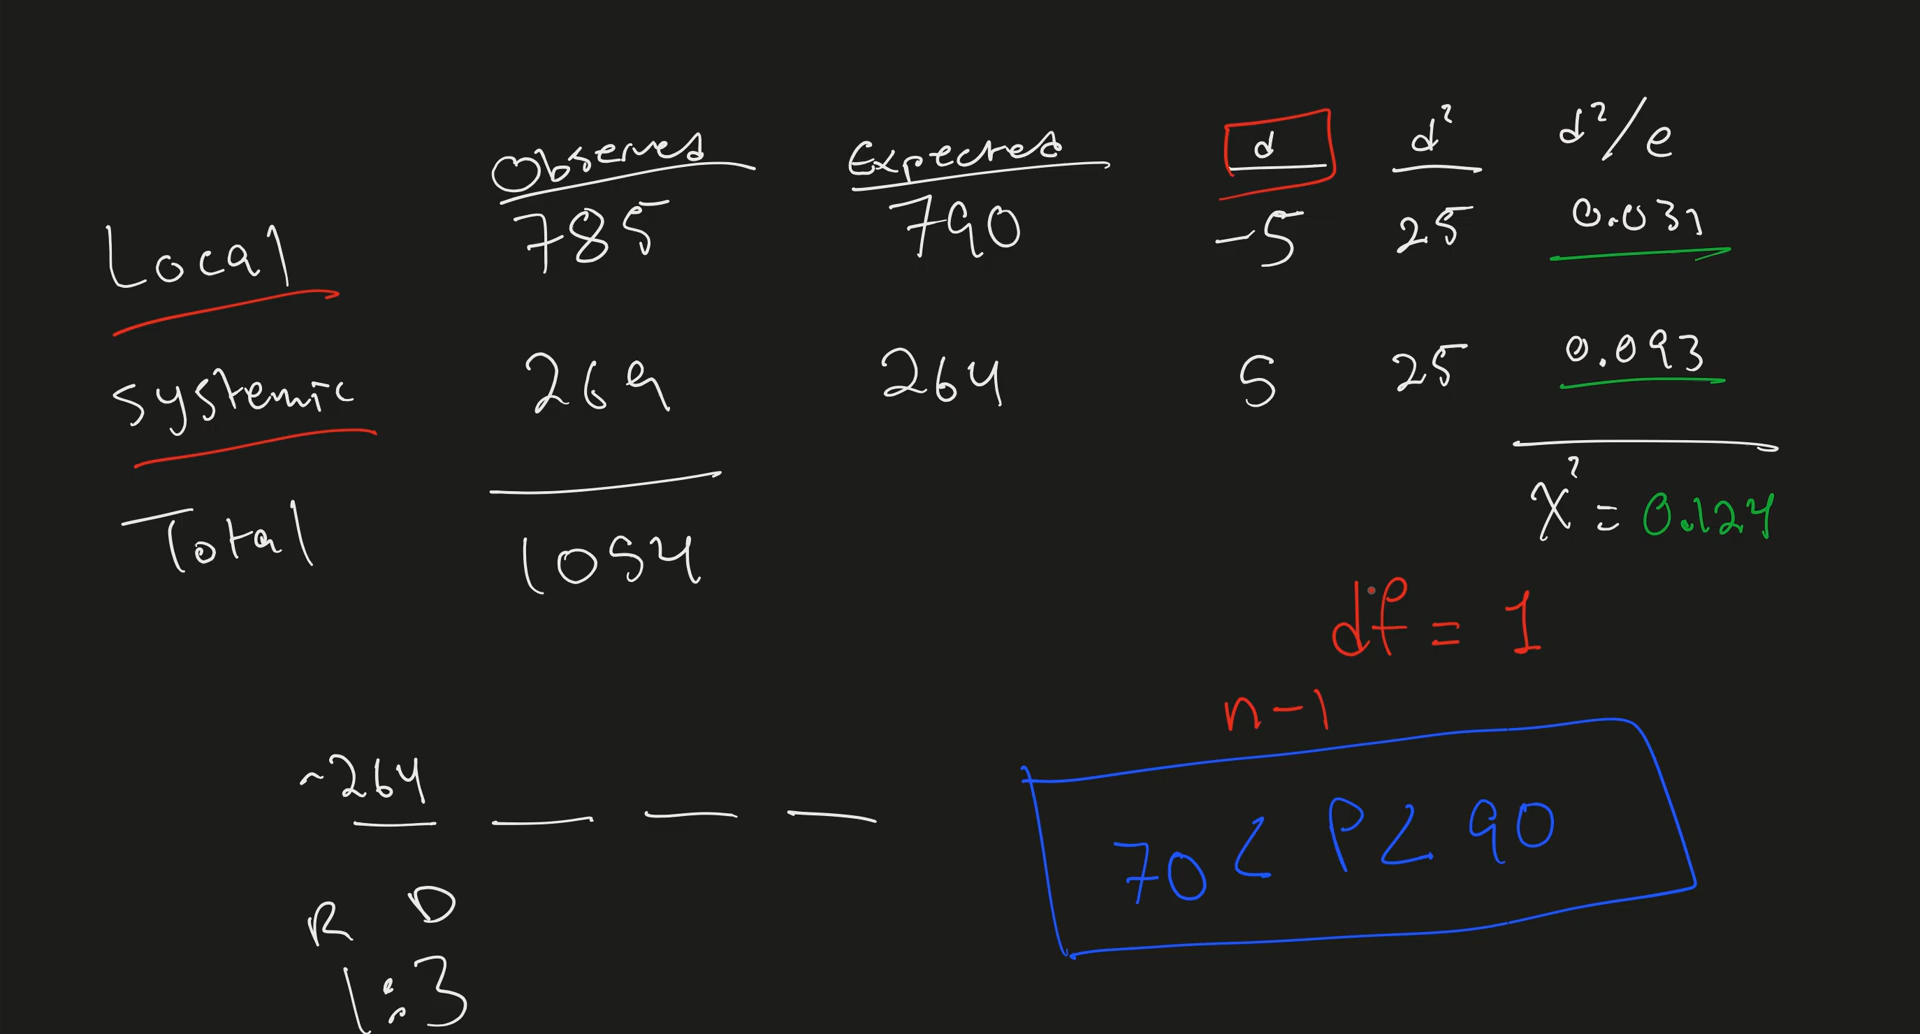 Observed Expected d d² d²/e
Local 785 790 -5 25 0.031
Systemic 269 264 5 25 0.093
Total 1054 χ² = 0.124
df = 1
n-1
~264
70 < P < 90
R D
1:3